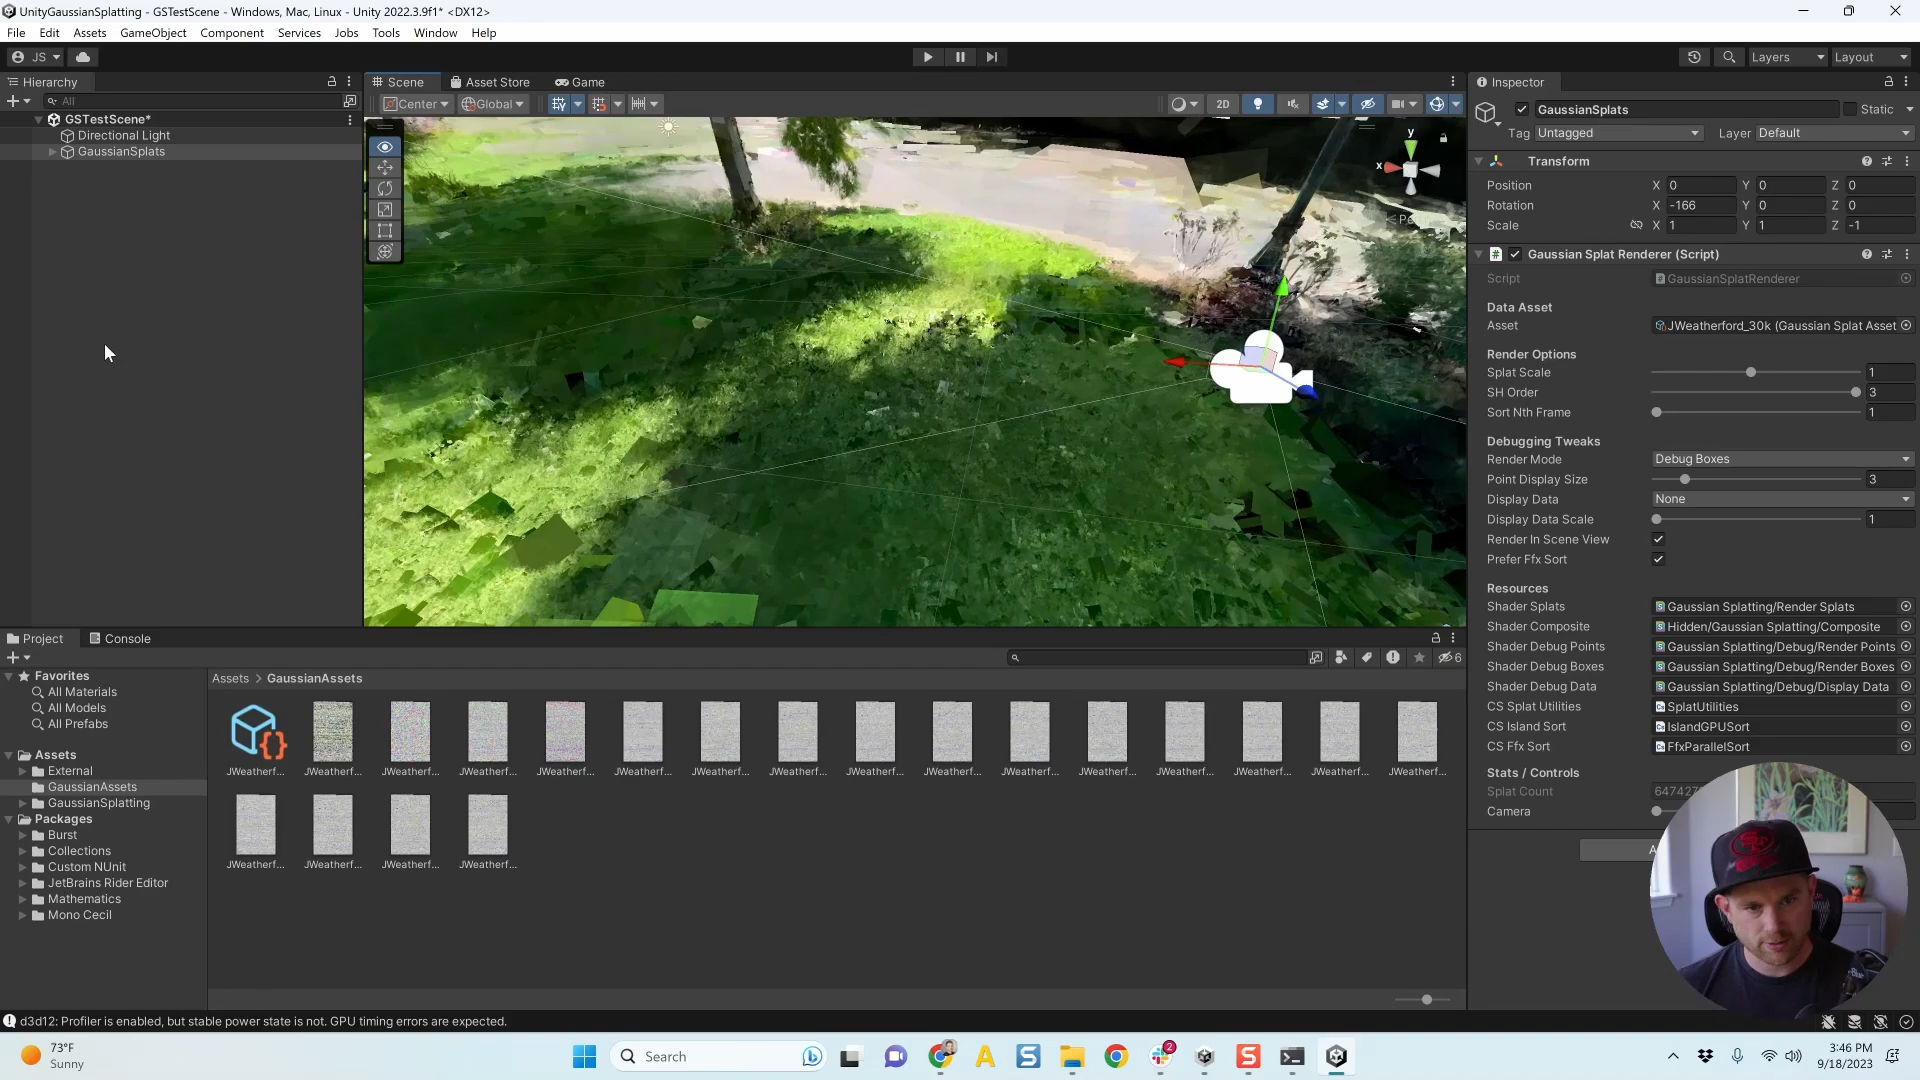 UnityGaussianSplatting - GSTestScene - Windows, Mac, Linux - Unity 2022.3.9f1* <DX12>
File Edit Assets GameObject Component Services Jobs Tools Window Help
JS Layers Layout
Hierarchy
All
GSTestScene*
Directional Light
GaussianSplats
Scene Asset Store Game
Center Global 2D
y
x
Inspector
GaussianSplats Static
Tag Untagged Layer Default
Transform
Position X 0 Y 0 Z 0
Rotation X -166 Y 0 Z 0
Scale X 1 Y 1 Z -1
Gaussian Splat Renderer (Script)
Script GaussianSplatRenderer
Data Asset
Asset JWeatherford_30k (Gaussian Splat Asset
Render Options
Splat Scale 1
SH Order 3
Sort Nth Frame 1
Debugging Tweaks
Render Mode Debug Boxes
Point Display Size 3
Display Data None
Display Data Scale 1
Render In Scene View
Prefer Ffx Sort
Resources
Shader Splats Gaussian Splatting/Render Splats
Shader Composite Hidden/Gaussian Splatting/Composite
Shader Debug Points Gaussian Splatting/Debug/Render Points
Shader Debug Boxes Gaussian Splatting/Debug/Render Boxes
Shader Debug Data Gaussian Splatting/Debug/Display Data
CS Splat Utilities SplatUtilities
CS Island Sort IslandGPUSort
CS Ffx Sort FfxParallelSort
Stats / Controls
Splat Count
Camera
Project Console
6
Favorites
All Materials
All Models
All Prefabs
Assets
External
GaussianAssets
GaussianSplatting
Packages
Burst
Collections
Custom NUnit
JetBrains Rider Editor
Mathematics
Mono Cecil
Assets > GaussianAssets
JWeatherf... JWeatherf... JWeatherf... JWeatherf... JWeatherf... JWeatherf... JWeatherf... JWeatherf... JWeatherf... JWeatherf... JWeatherf... JWeatherf... JWeatherf... JWeatherf... JWeatherf... JWeatherf...
JWeatherf... JWeatherf... JWeatherf... JWeatherf...
d3d12: Profiler is enabled, but stable power state is not. GPU timing errors are expected.
73°F
Sunny
Search
2
3:46 PM
9/18/2023